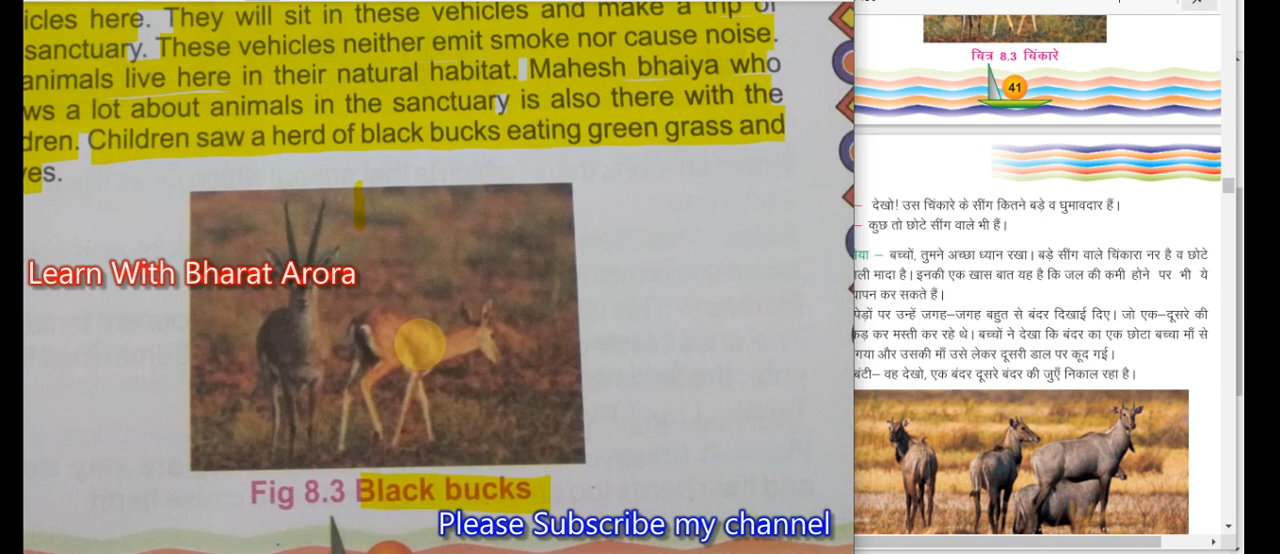 icles here. They will sit in these vehicles and make a trip of
sanctuary. These vehicles neither emit smoke nor cause noise.
animals live here in their natural habitat. Mahesh bhaiya who
ws a lot about animals in the sanctuary is also there with the
dren. Children saw a herd of black bucks eating green grass and
es.
Learn With Bharat Arora
Fig 8.3 Black bucks
Please Subscribe my channel
चित्र 8.3 चिंकारे
41
– देखो! उस चिंकारे के सींग कितने बड़े व घुमावदार हैं।
– कुछ तो छोटे सींग वाले भी हैं।
या – बच्चों, तुमने अच्छा ध्यान रखा। बड़े सींग वाले चिंकारा नर है व छोटे
ली मादा है। इनकी एक खास बात यह है कि जल की कमी होने पर भी ये
यापन कर सकते हैं।
पेड़ों पर उन्हें जगह–जगह बहुत से बंदर दिखाई दिए। जो एक–दूसरे की
कड़ कर मस्ती कर रहे थे। बच्चों ने देखा कि बंदर का एक छोटा बच्चा माँ से
गया और उसकी माँ उसे लेकर दूसरी डाल पर कूद गई।
बंटी– वह देखो, एक बंदर दूसरे बंदर की जुएँ निकाल रहा है।